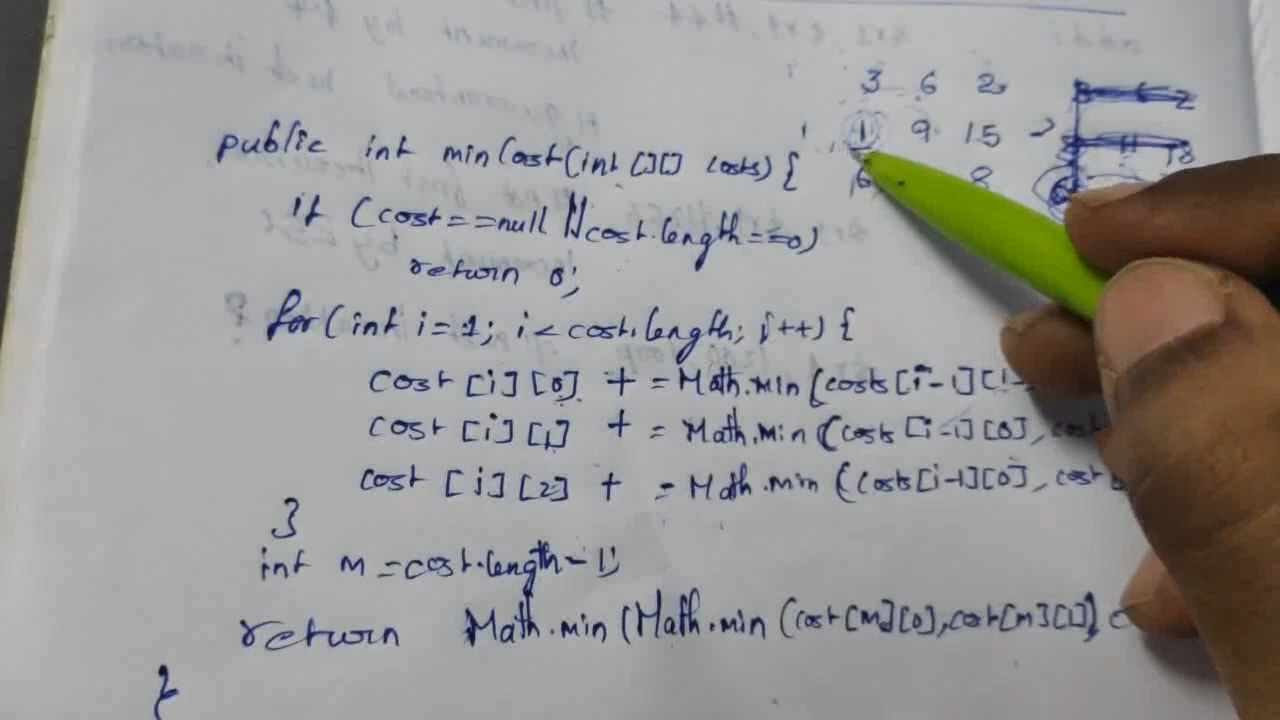 3 6 2
1 9 15
public int minCost(int [][] costs) {
6 8
18
if (cost==null || cost.length==0)
return 0;
for(int i=1; i<cost.length; i++) {
cost [i][0] + =Math.min(costs[i-1][1
cost [i][1] + = Math.min (costs [i-1][0], cost
cost [i][2] + = Math.min (costs[i-1][0], cost
}
int m =cost.length-1;
return Math.min (Math.min (cost[m][0],cost[m][1]) c
}